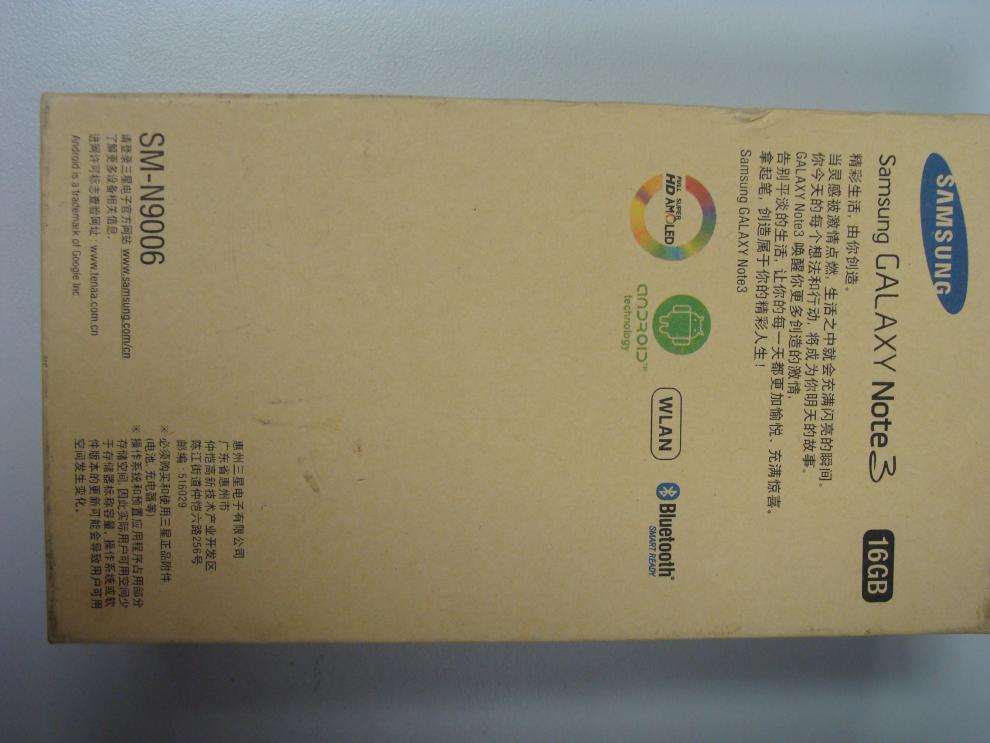 SAMSUNG
Samsung GALAXY Note3
16GB
精彩生活，由你创造。
当灵感被激情点燃，生活之中就会充满闪亮的瞬间。
你今天的每个想法和行动，将成为你明天的故事。
GALAXY Note3 唤醒你更多创造的激情，
告别平淡的生活，让你的每一天都更加愉悦、充满惊喜。
拿起笔，创造属于你的精彩人生！
Samsung GALAXY Note3
FULL SUPER
HD AMOLED
ANDROID™
technology
WLAN
Bluetooth®
SMART READY
SM-N9006
请登录三星电子官方网站 www.samsung.com/cn
了解更多设备相关信息，
进网许可标志查验网址：www.tenaa.com.cn
Android is a trademark of Google Inc
惠州三星电子有限公司
广东省惠州市
仲恺高新技术产业开发区
陈江街道仲恺六路256号
邮编：516029
※必须购买和使用三星正品附件
(电池,充电器等)
※操作系统和预置应用程序占用部分
存储空间,因此实际用户可用空间少
于存储器标称容量,操作系统或软
件版本的更新可能会导致用户可用
空间发生变化。